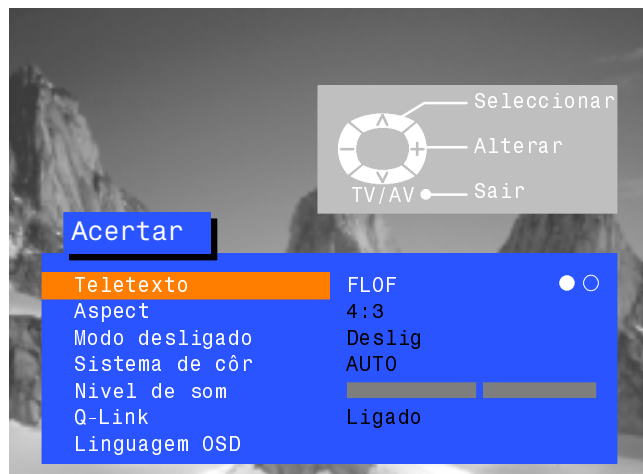 Seleccionar
Alterar
TV/AV Sair
Acertar
Teletexto FLOF
Aspect 4:3
Modo desligado Deslig
Sistema de côr AUTO
Nivel de som
Q-Link Ligado
Linguagem OSD